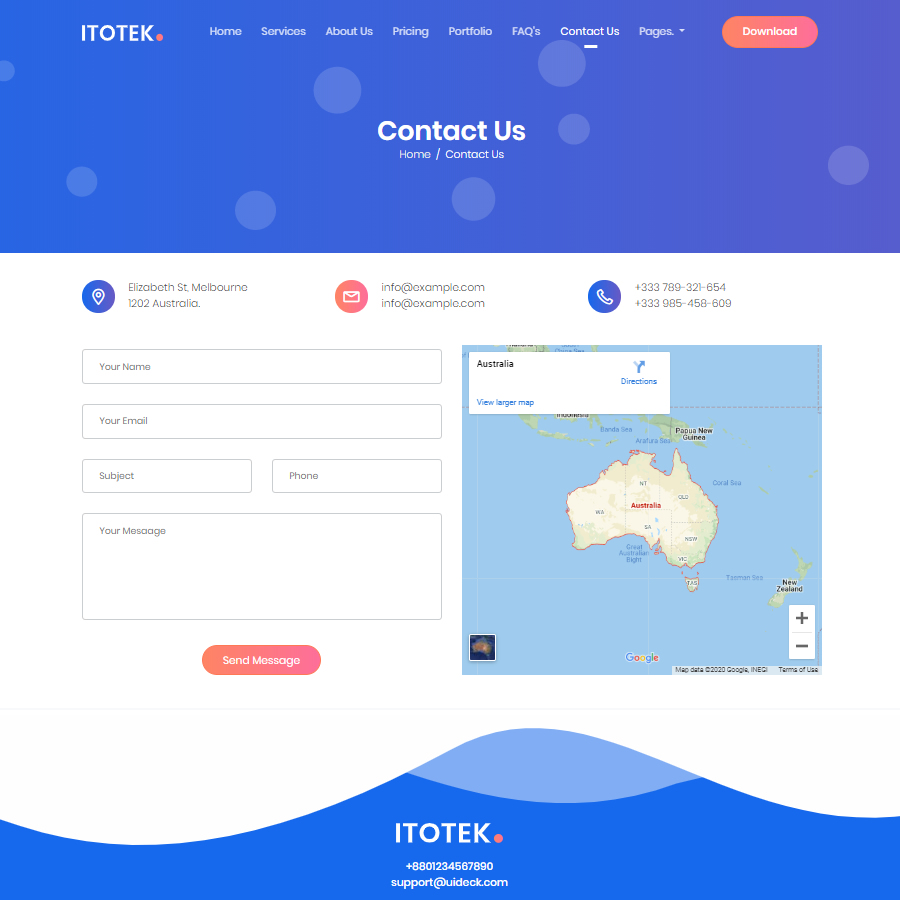 ITOTEK.
Home Services About Us Pricing Portfolio FAQ's Contact Us Pages. Download
Contact Us
Home / Contact Us
Elizabeth St, Melbourne
1202 Australia.
info@example.com
info@example.com
+333 789-321-654
+333 985-458-609
Your Name
Your Email
Subject
Phone
Your Mesaage
Send Message
Australia
Directions
View larger map
Indonesia
Banda Sea
Arafura Sea
Papua New
Guinea
Coral Sea
NT
QLD
WA
Australia
SA
NSW
Great
Australian
Bight
VIC
TAS
Tasman Sea
New
Zealand
+
−
Google
Map data ©2020 Google, INEGI Terms of Use
ITOTEK.
+8801234567890
support@uideck.com